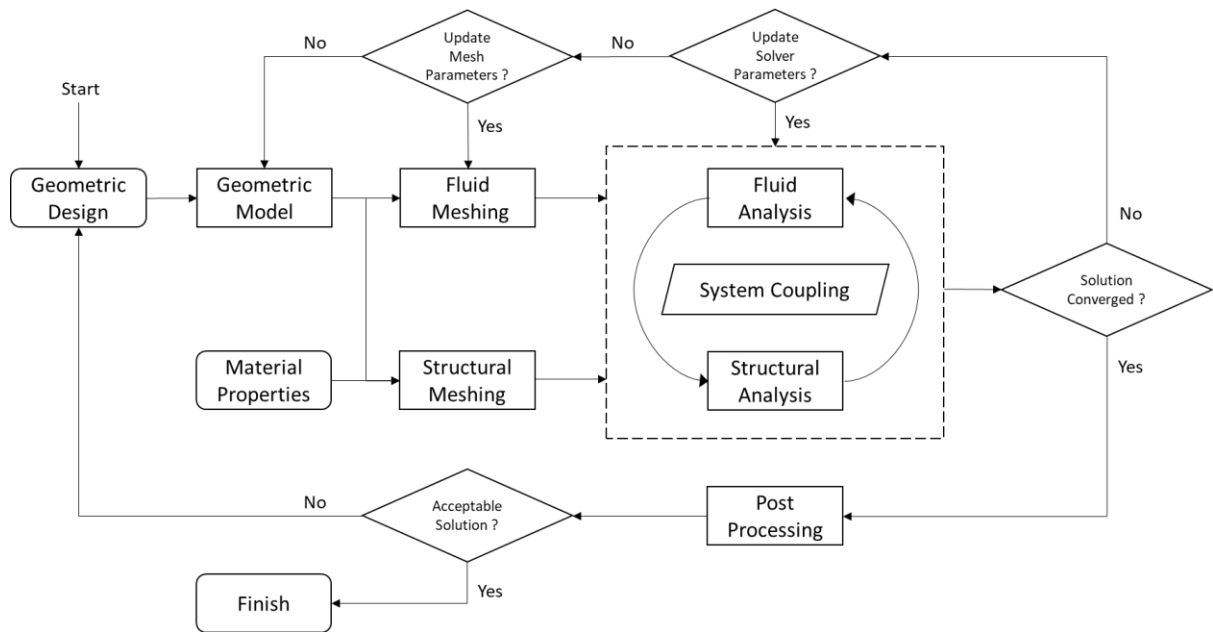 No
Update
Mesh
Parameters ?
No
Update
Solver
Parameters ?
Start
Yes
Yes
Geometric
Design
Geometric
Model
Fluid
Meshing
Fluid
Analysis
No
System Coupling
Solution
Converged ?
Material
Properties
Structural
Meshing
Structural
Analysis
Yes
No
Acceptable
Solution ?
Post
Processing
Yes
Finish